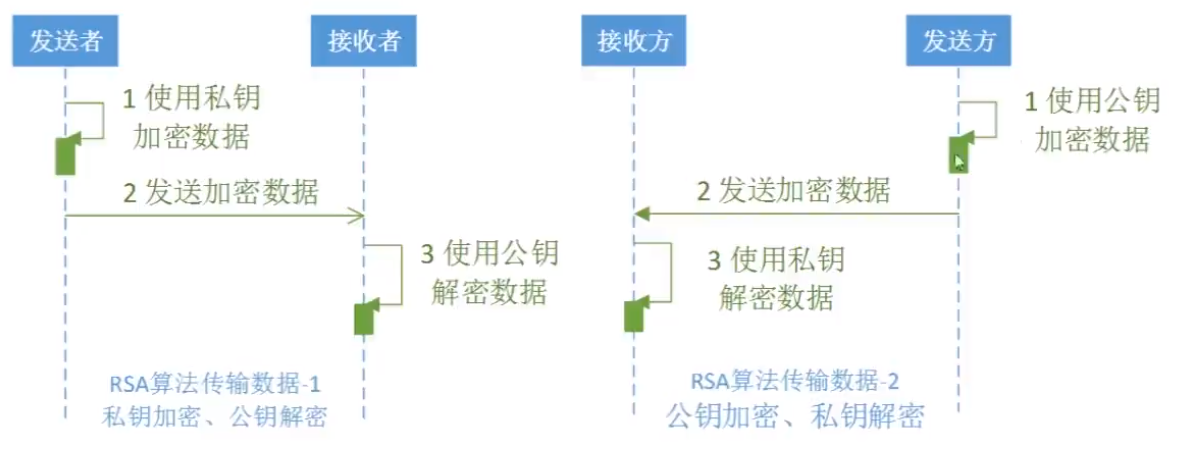 发送者
接收者
1 使用私钥
加密数据
2 发送加密数据
3 使用公钥
解密数据
RSA算法传输数据-1
私钥加密、公钥解密
接收方
发送方
1 使用公钥
加密数据
2 发送加密数据
3 使用私钥
解密数据
RSA算法传输数据-2
公钥加密、私钥解密